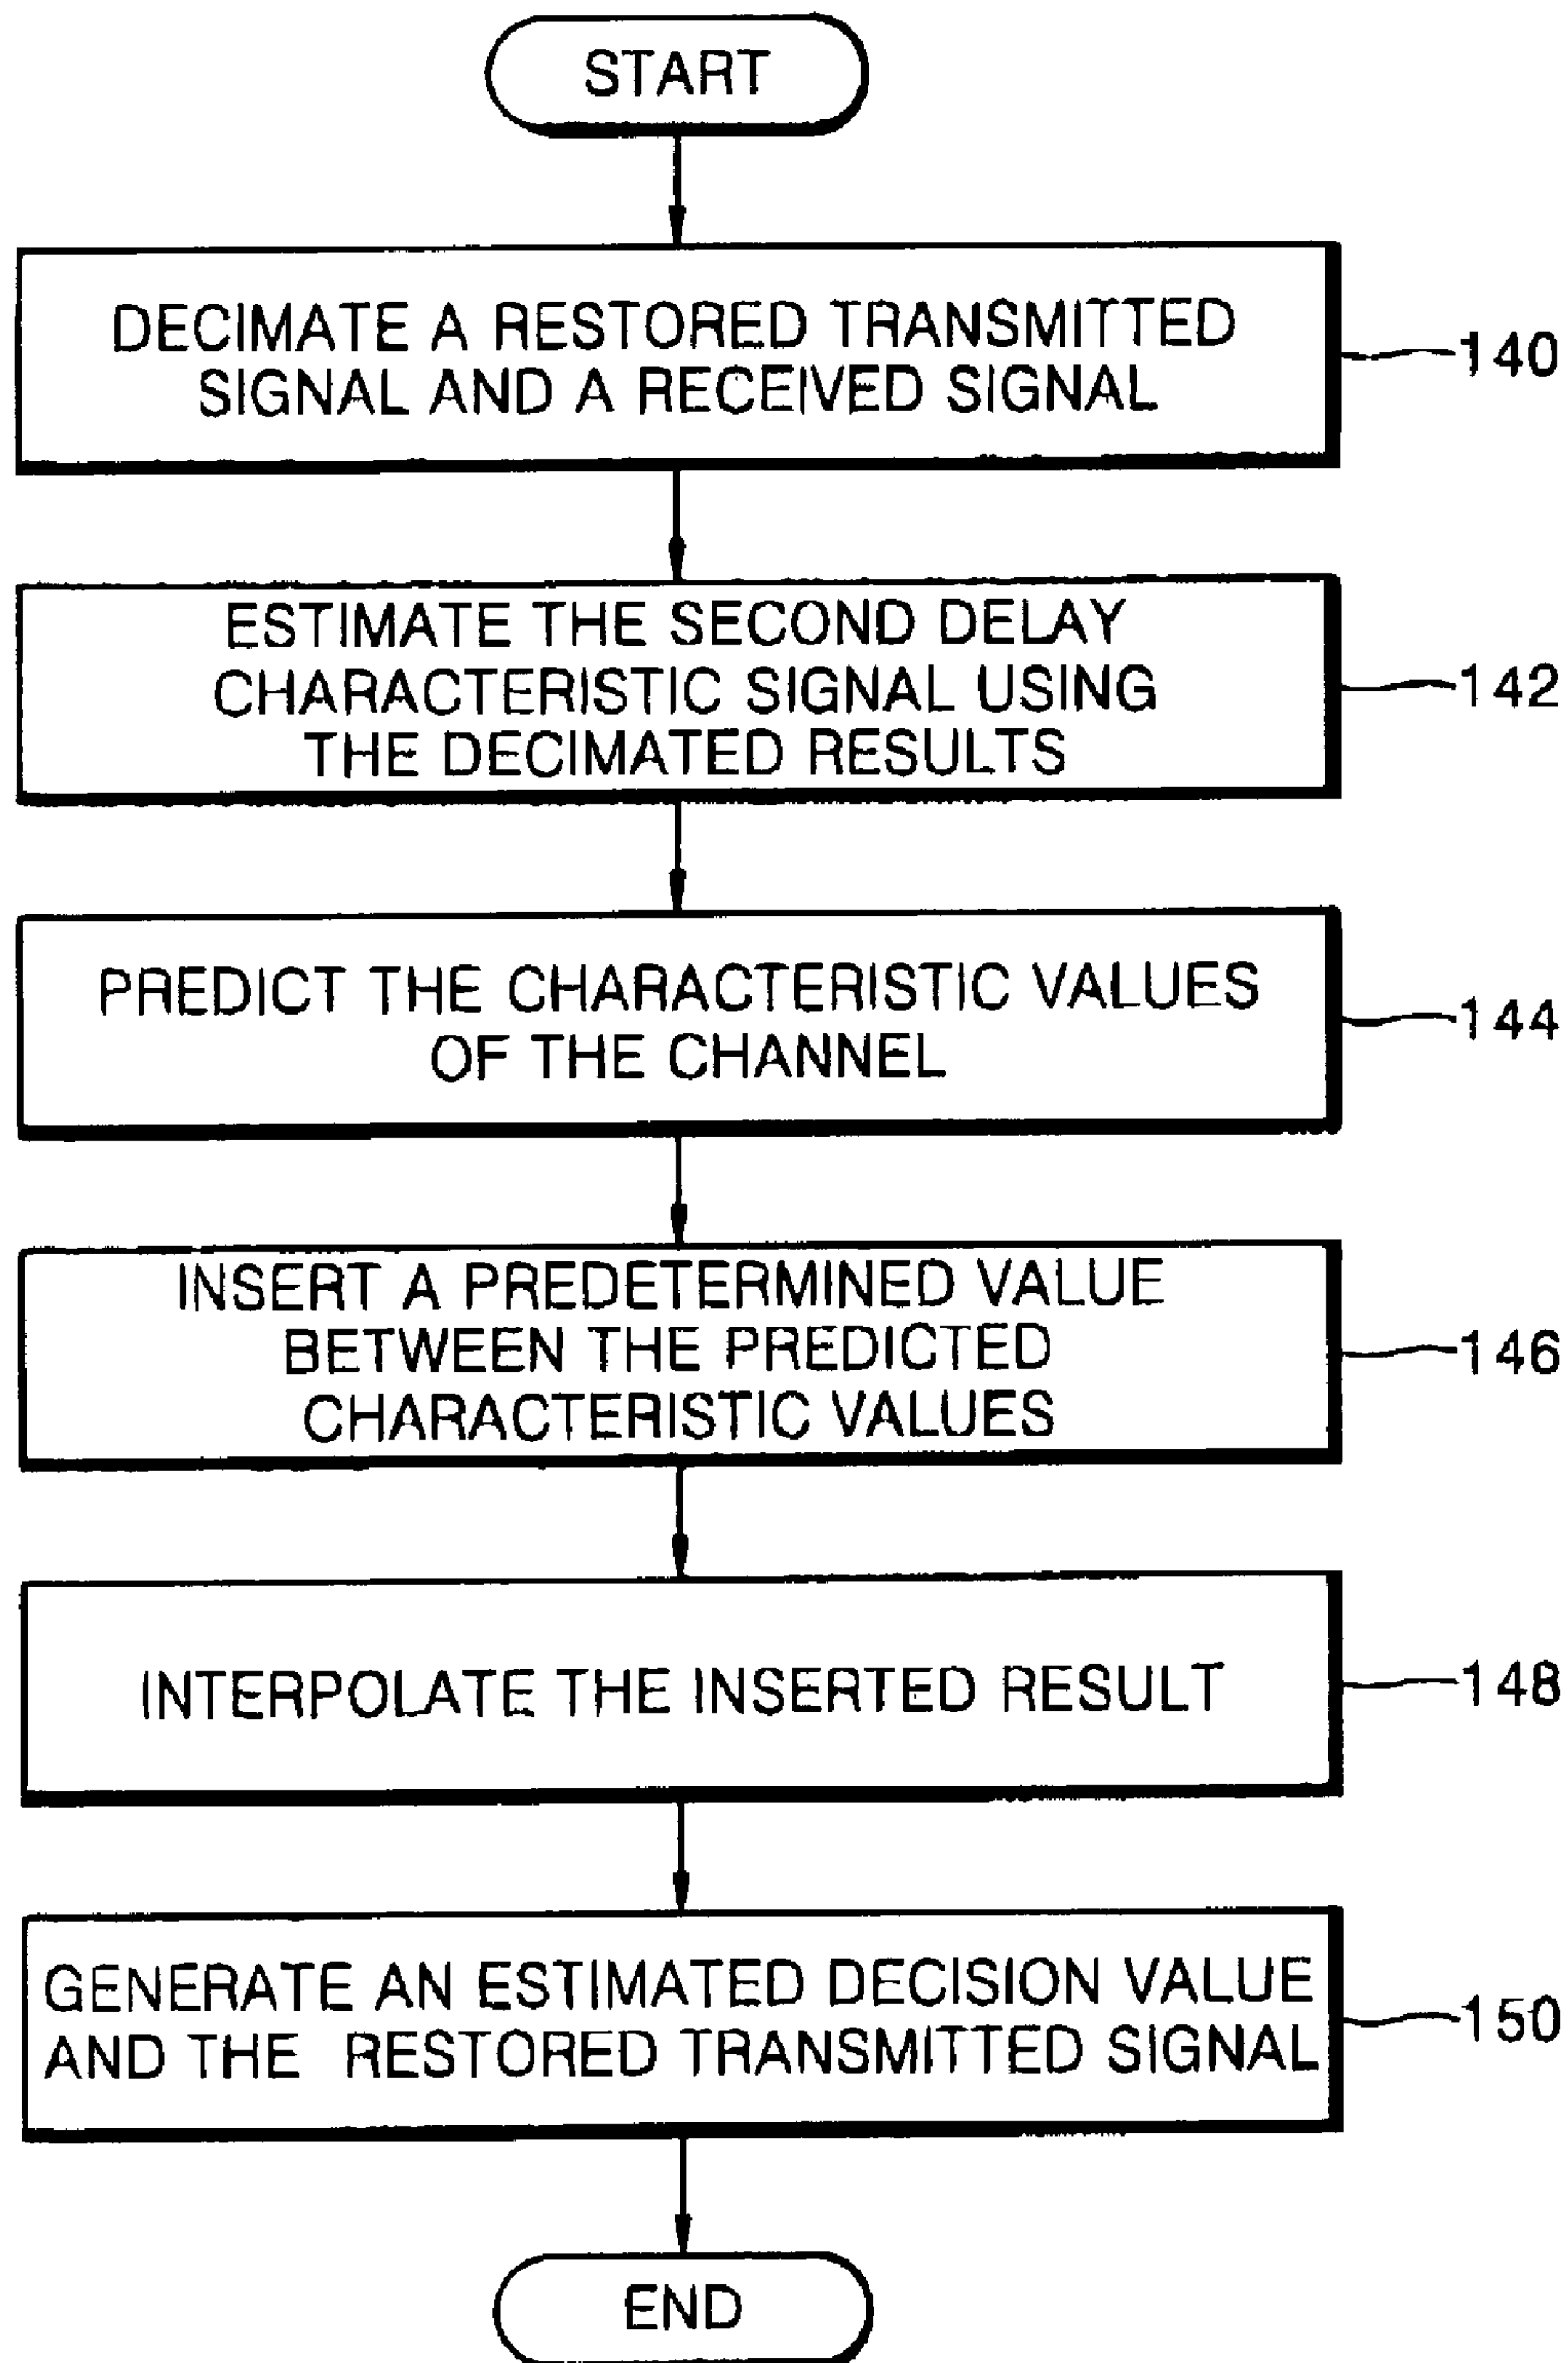 START
DECIMATE A RESTORED TRANSMITTED
SIGNAL AND A RECEIVED SIGNAL
140
ESTIMATE THE SECOND DELAY
CHARACTERISTIC SIGNAL USING
THE DECIMATED RESULTS
142
PREDICT THE CHARACTERISTIC VALUES
OF THE CHANNEL
144
INSERT A PREDETERMINED VALUE
BETWEEN THE PREDICTED
CHARACTERISTIC VALUES
146
INTERPOLATE THE INSERTED RESULT
148
GENERATE AN ESTIMATED DECISION VALUE
AND THE RESTORED TRANSMITTED SIGNAL
150
END